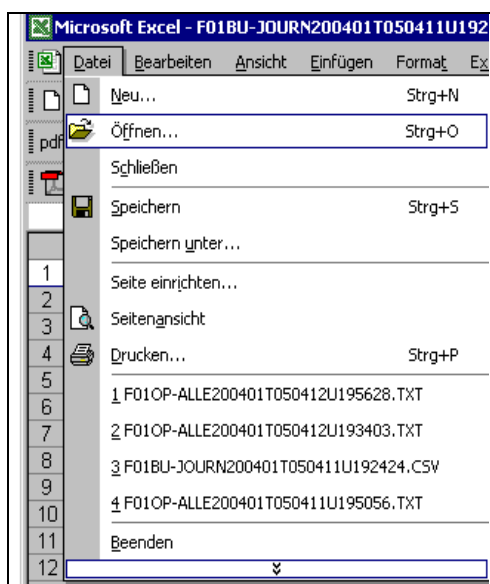 Microsoft Excel - F01BU-JOURN200401T050411U192
Datei Bearbeiten Ansicht Einfügen Format Ex
Neu... Strg+N
Öffnen... Strg+O
pdf
Schließen
Speichern Strg+S
Speichern unter...
1
Seite einrichten...
2
3 Seitenansicht
4 Drucken... Strg+P
5
1 F01OP-ALLE200401T050412U195628.TXT
6
7 2 F01OP-ALLE200401T050412U193403.TXT
8 3 F01BU-JOURN200401T050411U192424.CSV
9
4 F01OP-ALLE200401T050411U195056.TXT
10
11 Beenden
12